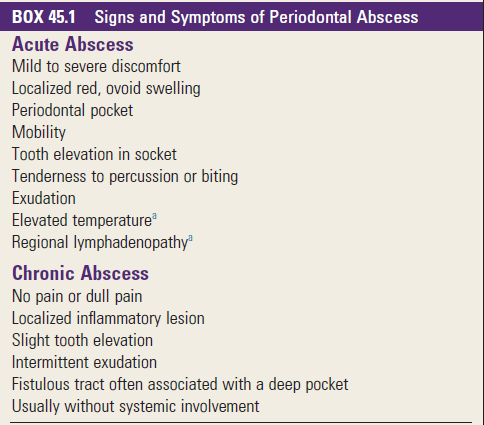 BOX 45.1 Signs and Symptoms of Periodontal Abscess
Acute Abscess
Mild to severe discomfort
Localized red, ovoid swelling
Periodontal pocket
Mobility
Tooth elevation in socket
Tenderness to percussion or biting
Exudation
Elevated temperatureᵃ
Regional lymphadenopathyᵃ
Chronic Abscess
No pain or dull pain
Localized inflammatory lesion
Slight tooth elevation
Intermittent exudation
Fistulous tract often associated with a deep pocket
Usually without systemic involvement